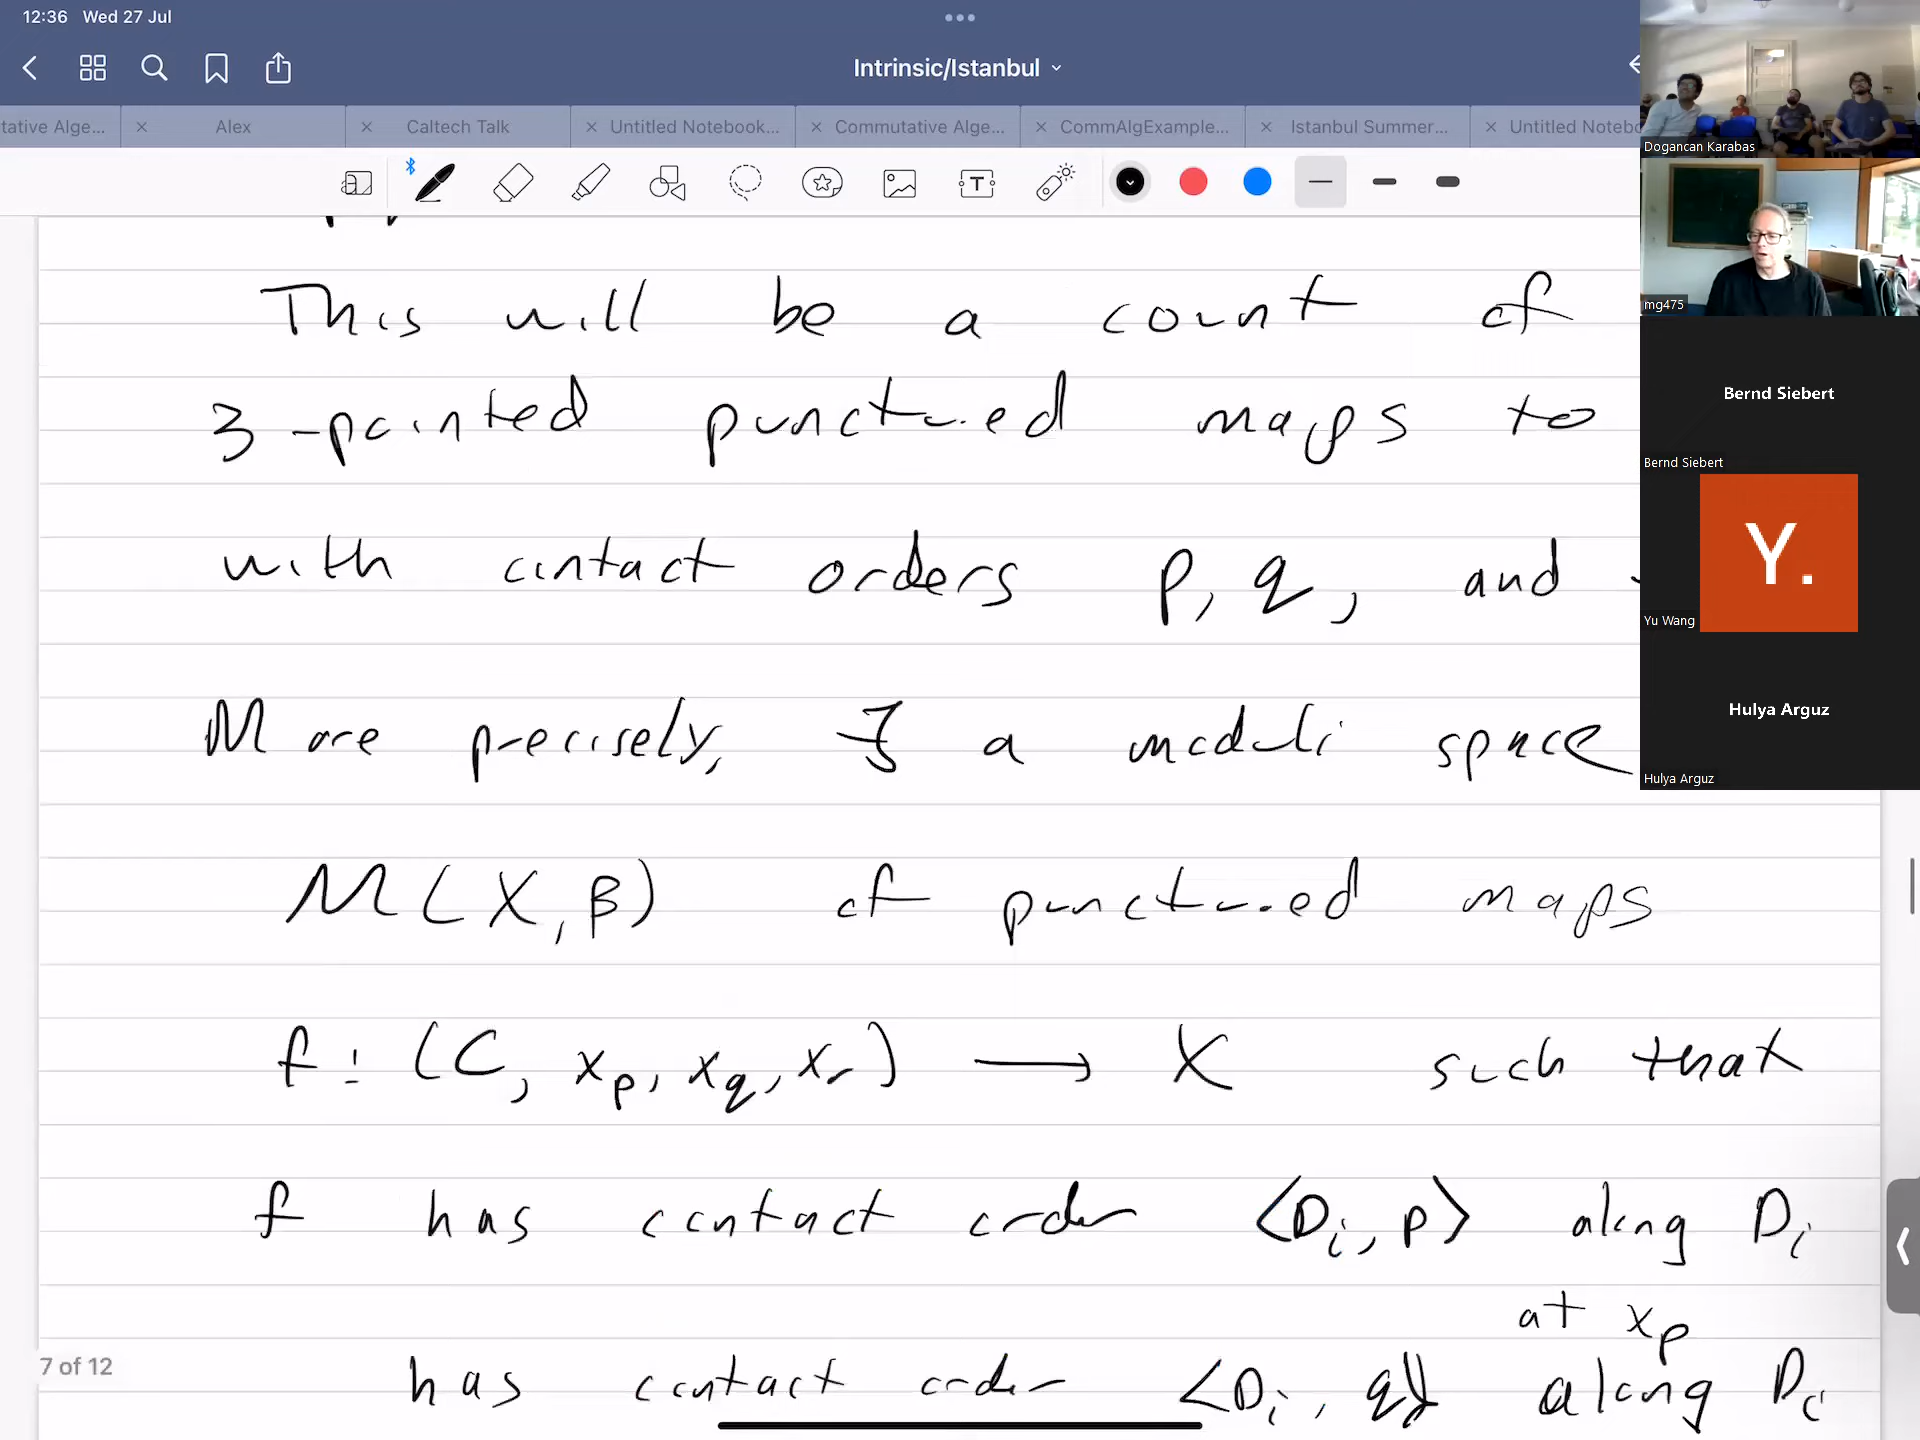 12:36 Wed 27 Jul
Intrinsic/Istanbul
tative Alge...
Alex
Caltech Talk
Untitled Notebook...
Commutative Alge...
CommAlgExample...
Istanbul Summer...
Untitled Notebo
This will be a count of
3-pointed punctured maps to
with contact orders p, q, and
More precisely, ∃ a moduli space
M(X, β) of punctured maps
f: (C, x_p, x_q, x_r) ⟶ X such that
f has contact order <D_i, p> along D_i
at x_p
has contact order <D_i, q> along D_i
7 of 12
Dogancan Karabas
mg475
Bernd Siebert
Bernd Siebert
Y.
Yu Wang
Hulya Arguz
Hulya Arguz